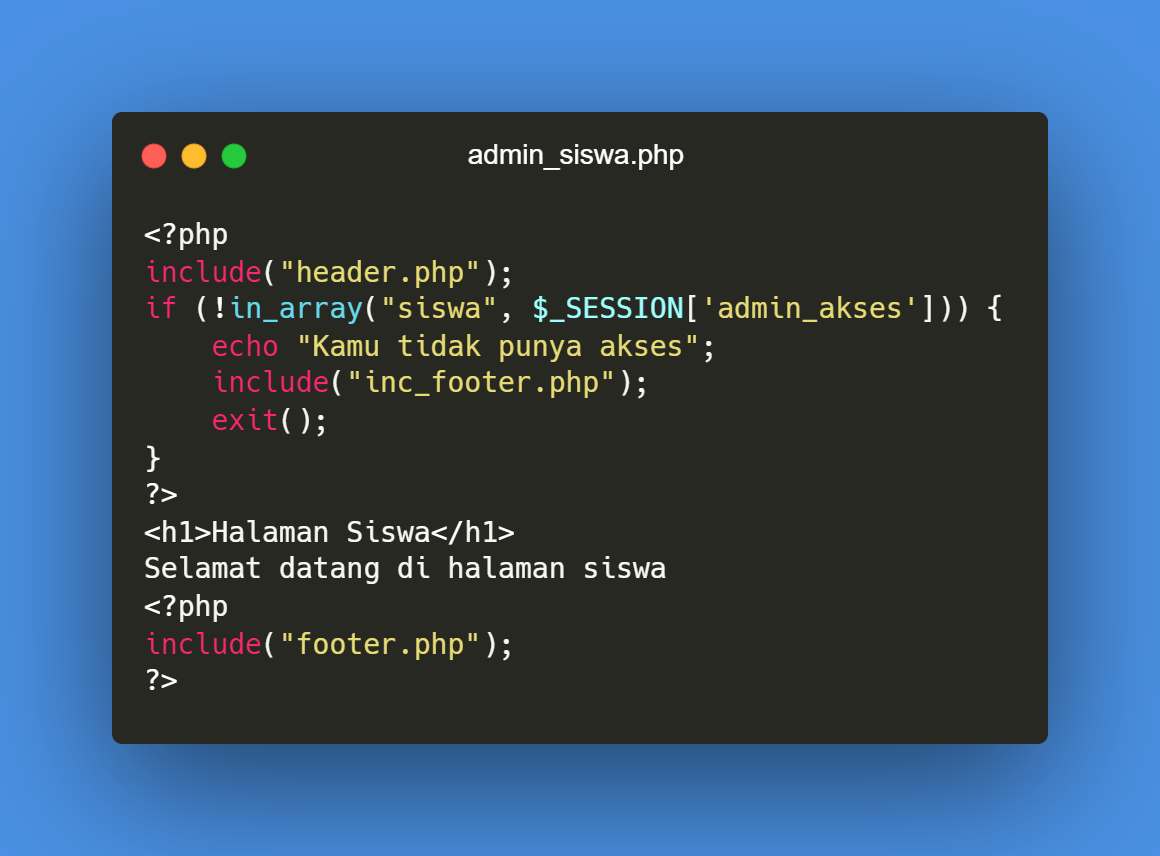 admin_siswa.php
<?php
include("header.php");
if (!in_array("siswa", $_SESSION['admin_akses'])) {
    echo "Kamu tidak punya akses";
    include("inc_footer.php");
    exit();
}
?>
<h1>Halaman Siswa</h1>
Selamat datang di halaman siswa
<?php
include("footer.php");
?>